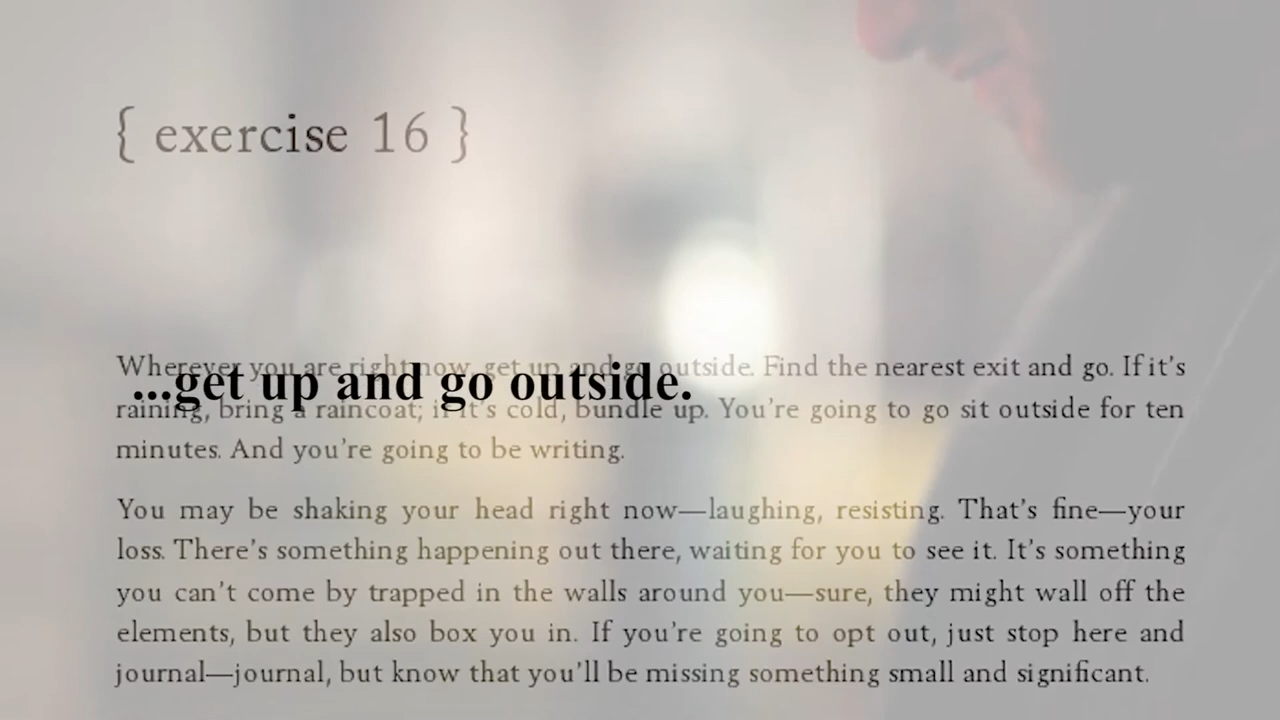 { exercise 16 }
Wherever you are right now, get up and go outside. Find the nearest exit and go. If it’s
...get up and go outside.
raining, bring a raincoat; if it’s cold, bundle up. You’re going to go sit outside for ten
minutes. And you’re going to be writing.
You may be shaking your head right now—laughing, resisting. That’s fine—your
loss. There’s something happening out there, waiting for you to see it. It’s something
you can’t come by trapped in the walls around you—sure, they might wall off the
elements, but they also box you in. If you’re going to opt out, just stop here and
journal—journal, but know that you’ll be missing something small and significant.